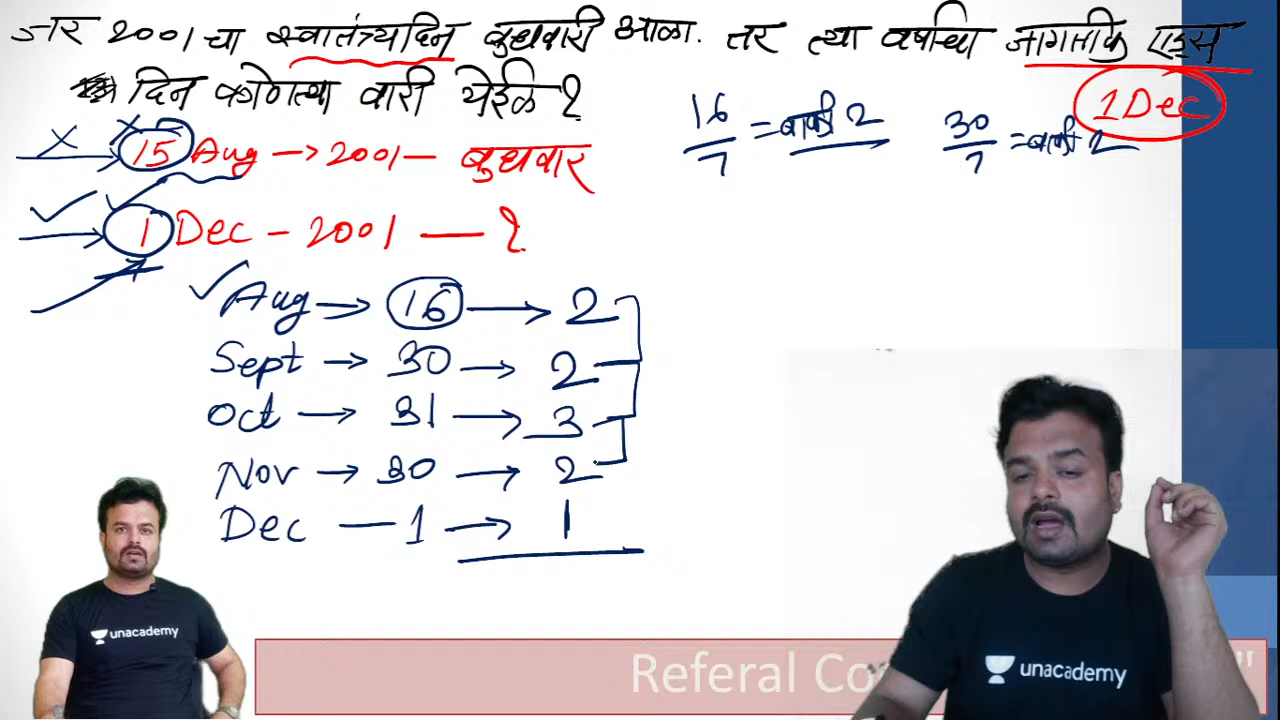 जर 2001 चा स्वातंत्र्यदिन बुधवारी आला. तर त्या वर्षाचा जागतीक एड्स
दिन कोणत्या वारी येईल ?
1 Dec
16/7 = बाकी 2
30/7 = बाकी 2
15 Aug → 2001 - बुधवार
1 Dec - 2001 — ?
Aug → 16 → 2
Sept → 30 → 2
Oct → 31 → 3
Nov → 30 → 2
Dec — 1 → 1
unacademy
unacademy
Referal Co
"